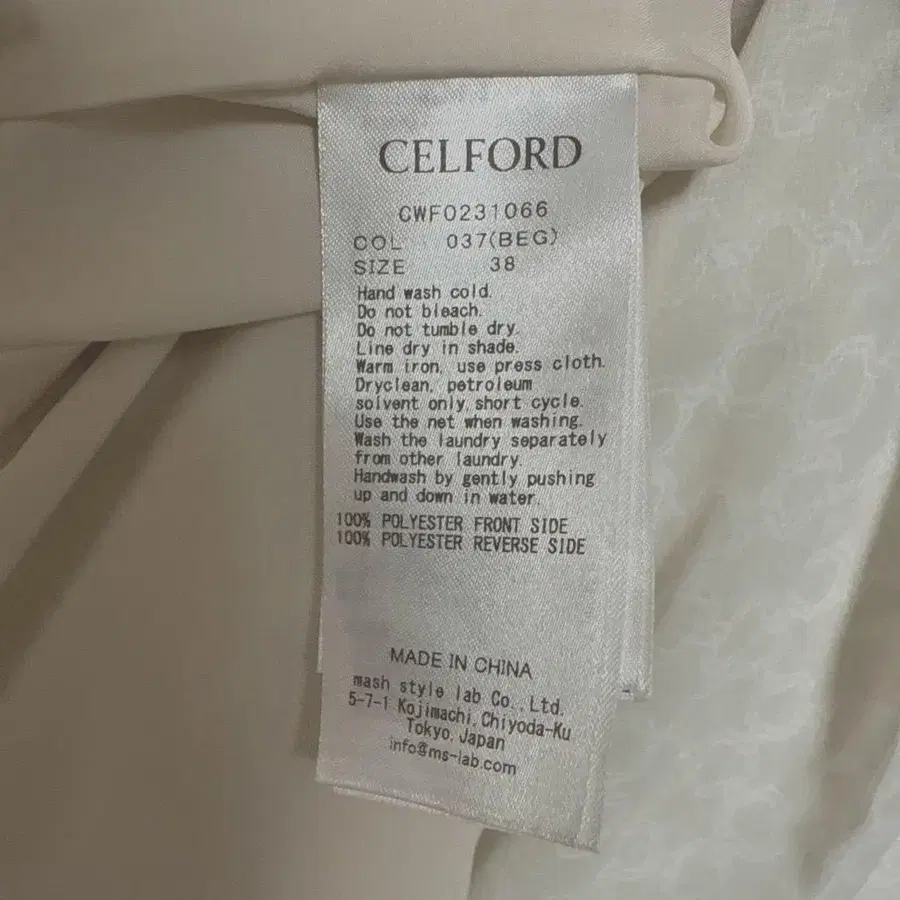 CELFORD
CWF0231066
COL 037(BEG)
SIZE 38
Hand wash cold.
Do not bleach.
Do not tumble dry.
Line dry in shade.
Warm iron, use press cloth.
Dryclean, petroleum
solvent only, short cycle.
Use the net when washing.
Wash the laundry separately
from other laundry.
Handwash by gently pushing
up and down in water.
100% POLYESTER FRONT SIDE
100% POLYESTER REVERSE SIDE
MADE IN CHINA
mash style lab Co., Ltd.
5-7-1 Kojimachi, Chiyoda-Ku
Tokyo, Japan
info@ms-lab.com